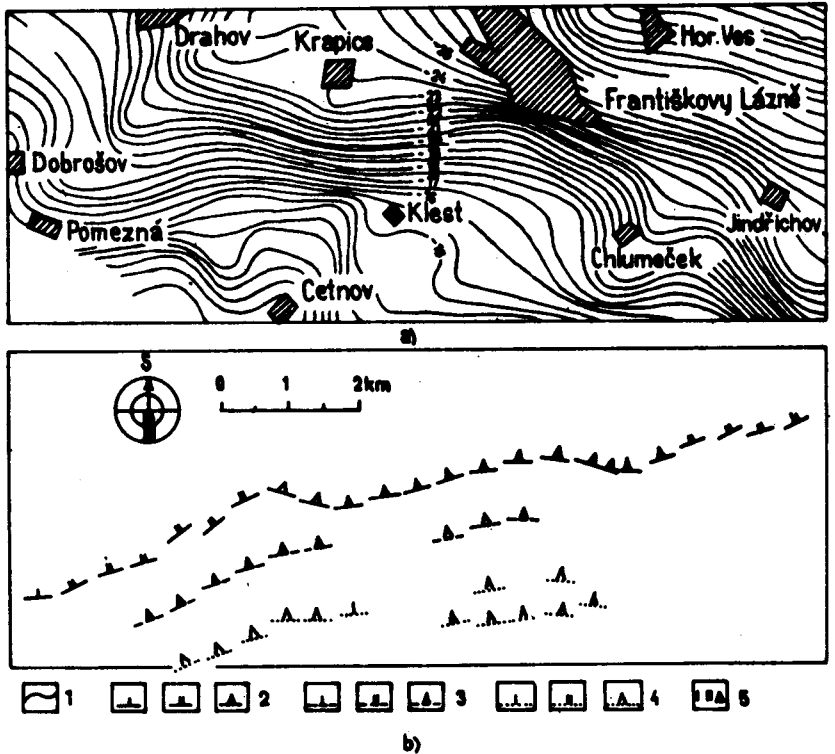 Drahov
Krapice
Hor. Ves
-24
Františkovy Lázně
Dobrošov
Klest
Pomezná
Jindřichov
Chlumeček
Cetnov
a)
S
0 1 2km
1 2 3 4 5
b)